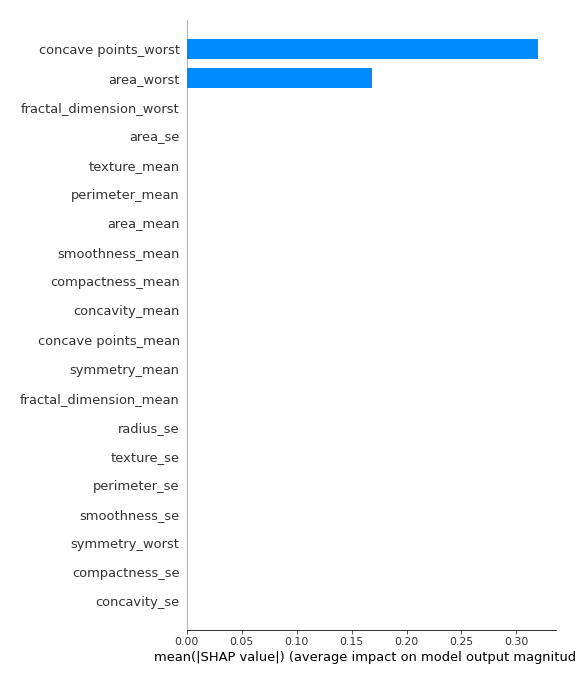 concave points_worst
area_worst
fractal_dimension_worst
area_se
texture_mean
perimeter_mean
area_mean
smoothness_mean
compactness_mean
concavity_mean
concave points_mean
symmetry_mean
fractal_dimension_mean
radius_se
texture_se
perimeter_se
smoothness_se
symmetry_worst
compactness_se
concavity_se
0.00 0.05 0.10 0.15 0.20 0.25 0.30
mean(|SHAP value|) (average impact on model output magnitud